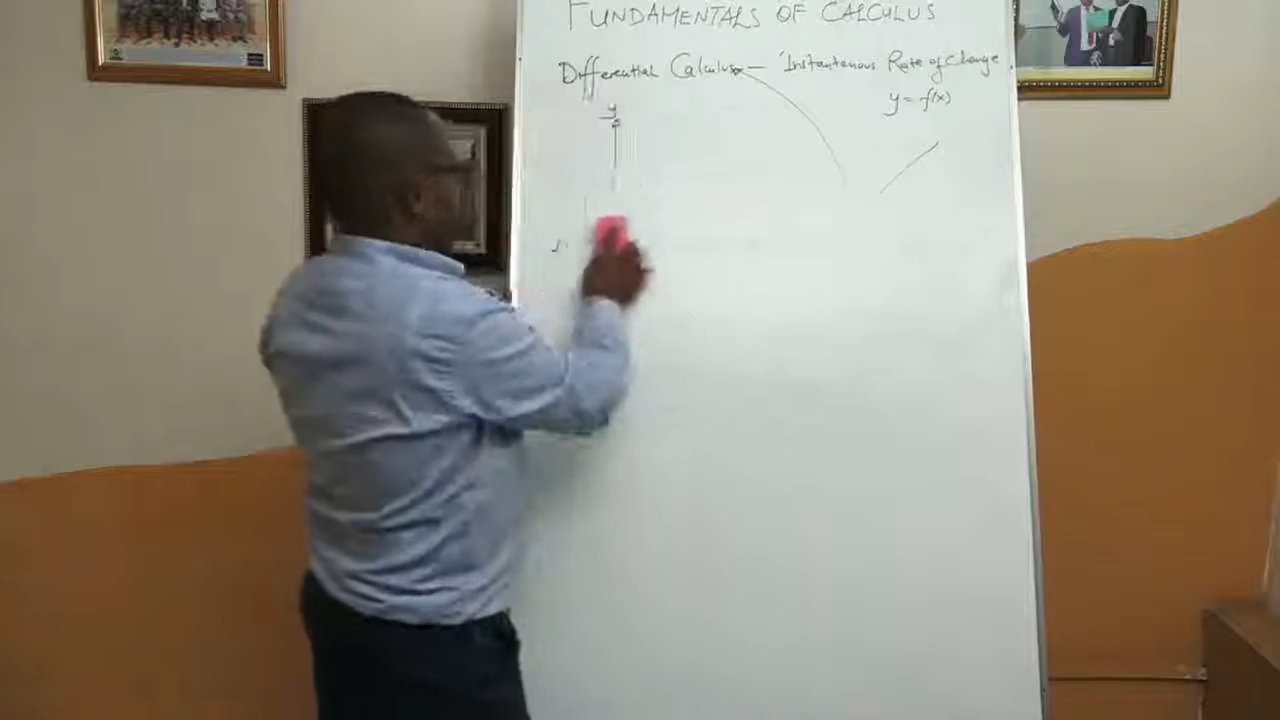 FUNDAMENTALS OF CALCULUS
Differential Calculus — 'Instantenous Rate of Change
y = f(x)
y